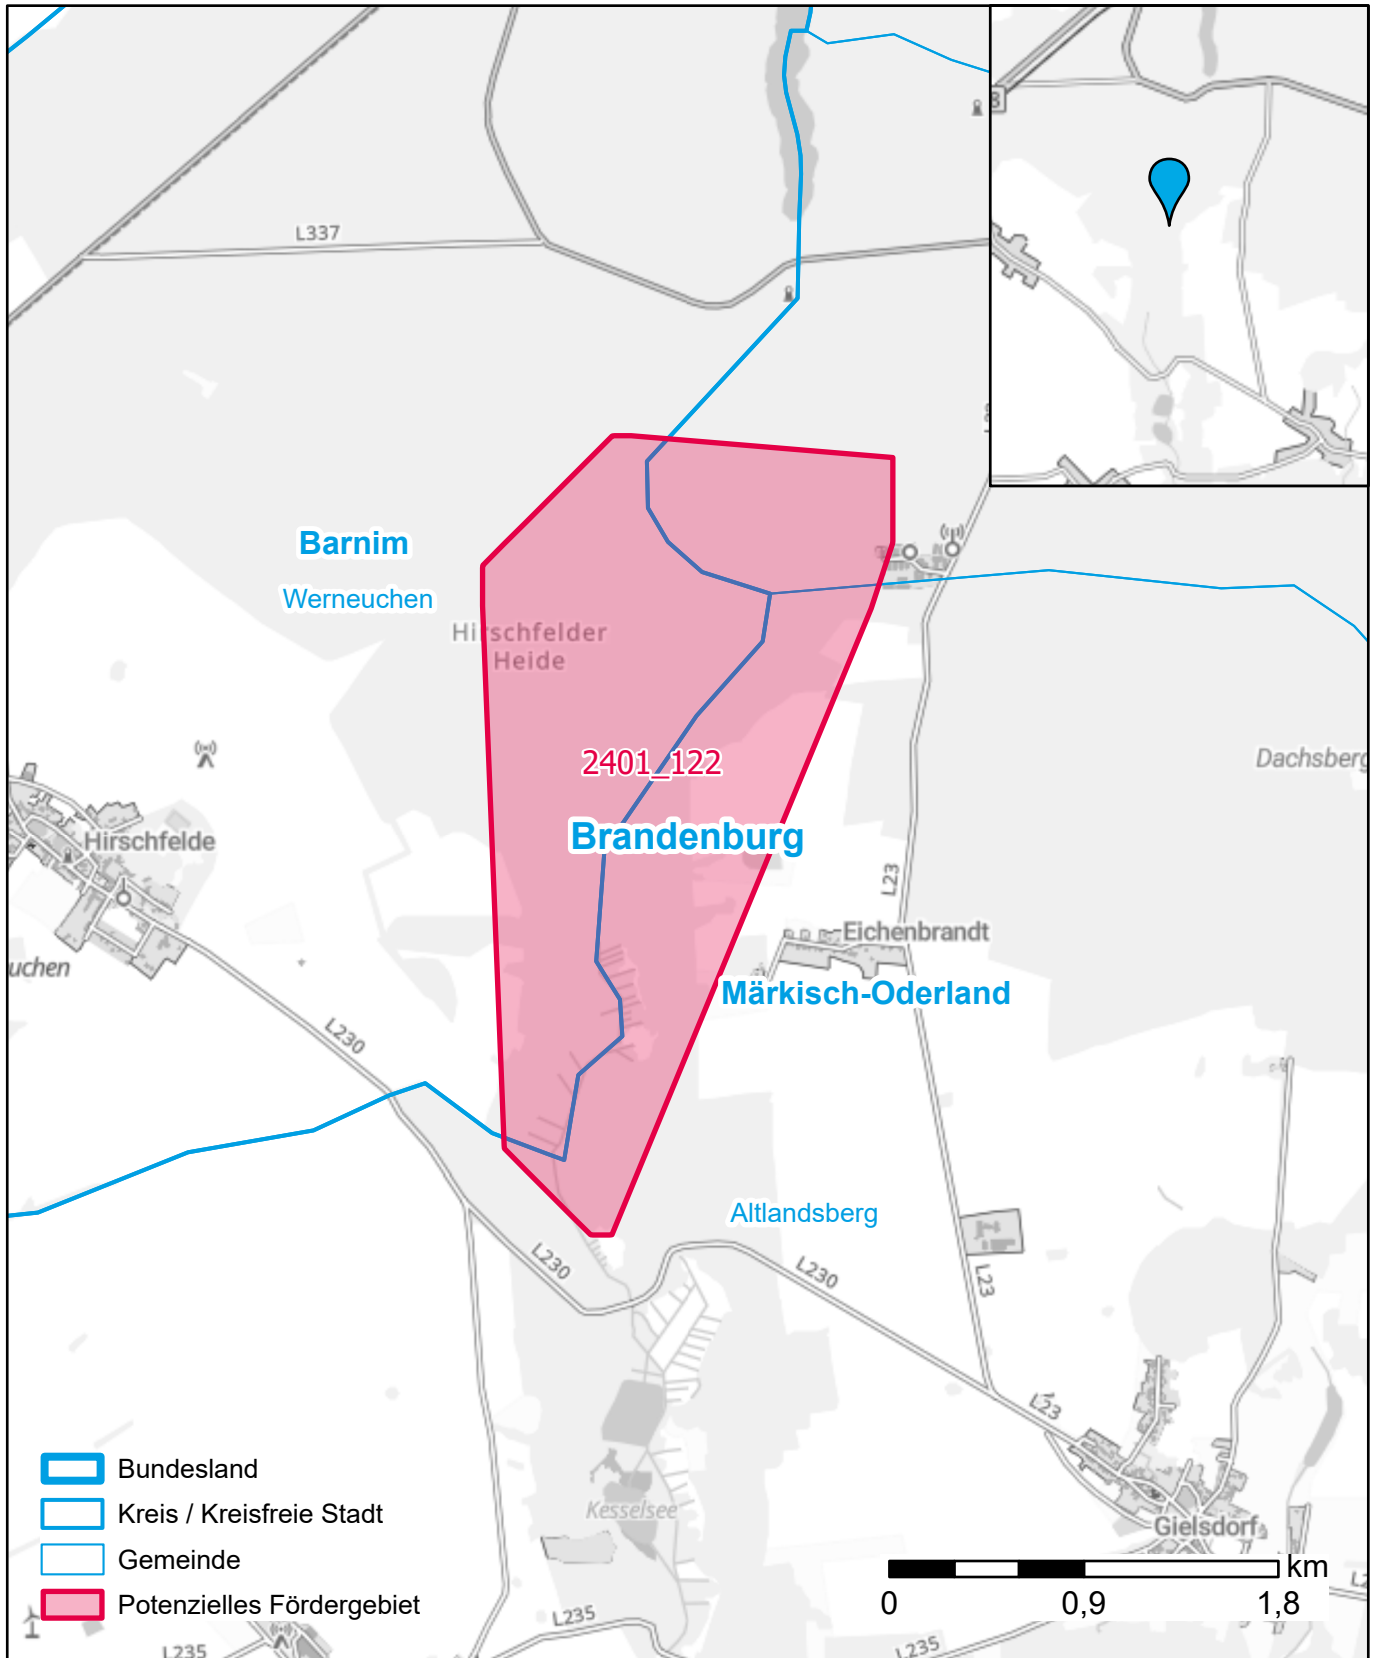 L337
Barnim
Werneuchen
Hirschfelder
Heide
2401_122
Dachsberg
Brandenburg
Hirschfelde
L23
Eichenbrandt
uchen
Märkisch-Oderland
L230
Altlandsberg
L230
L230
L23
L23
Kesselsee
Gielsdorf
Bundesland
Kreis / Kreisfreie Stadt
Gemeinde
Potenzielles Fördergebiet
km
0 0,9 1,8
L235
L235
L235